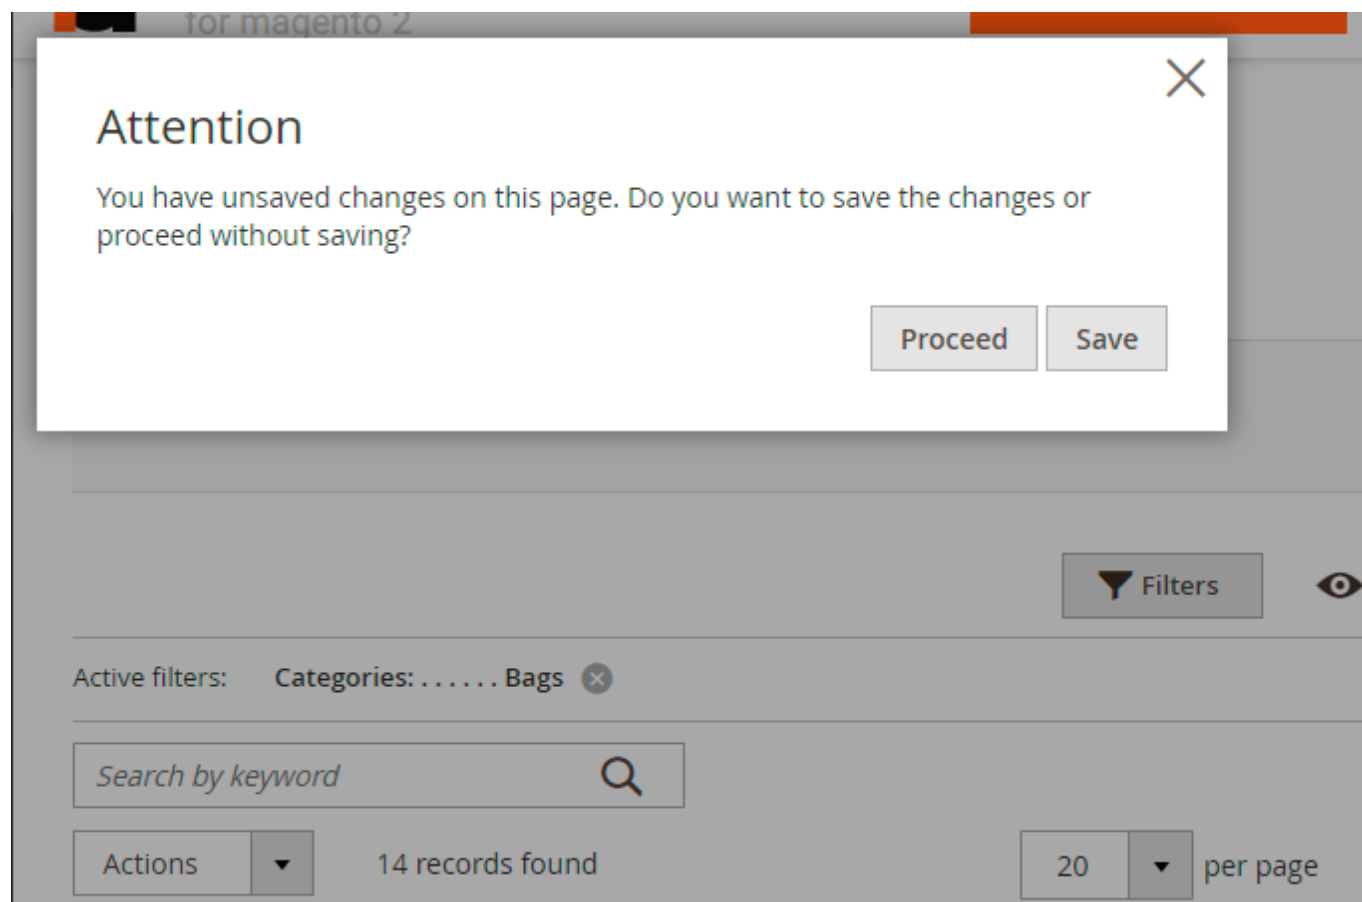 for magento 2
Attention
You have unsaved changes on this page. Do you want to save the changes or
proceed without saving?
Proceed Save
Filters
Active filters: Categories: . . . . . . Bags
Search by keyword
Actions 14 records found 20 per page